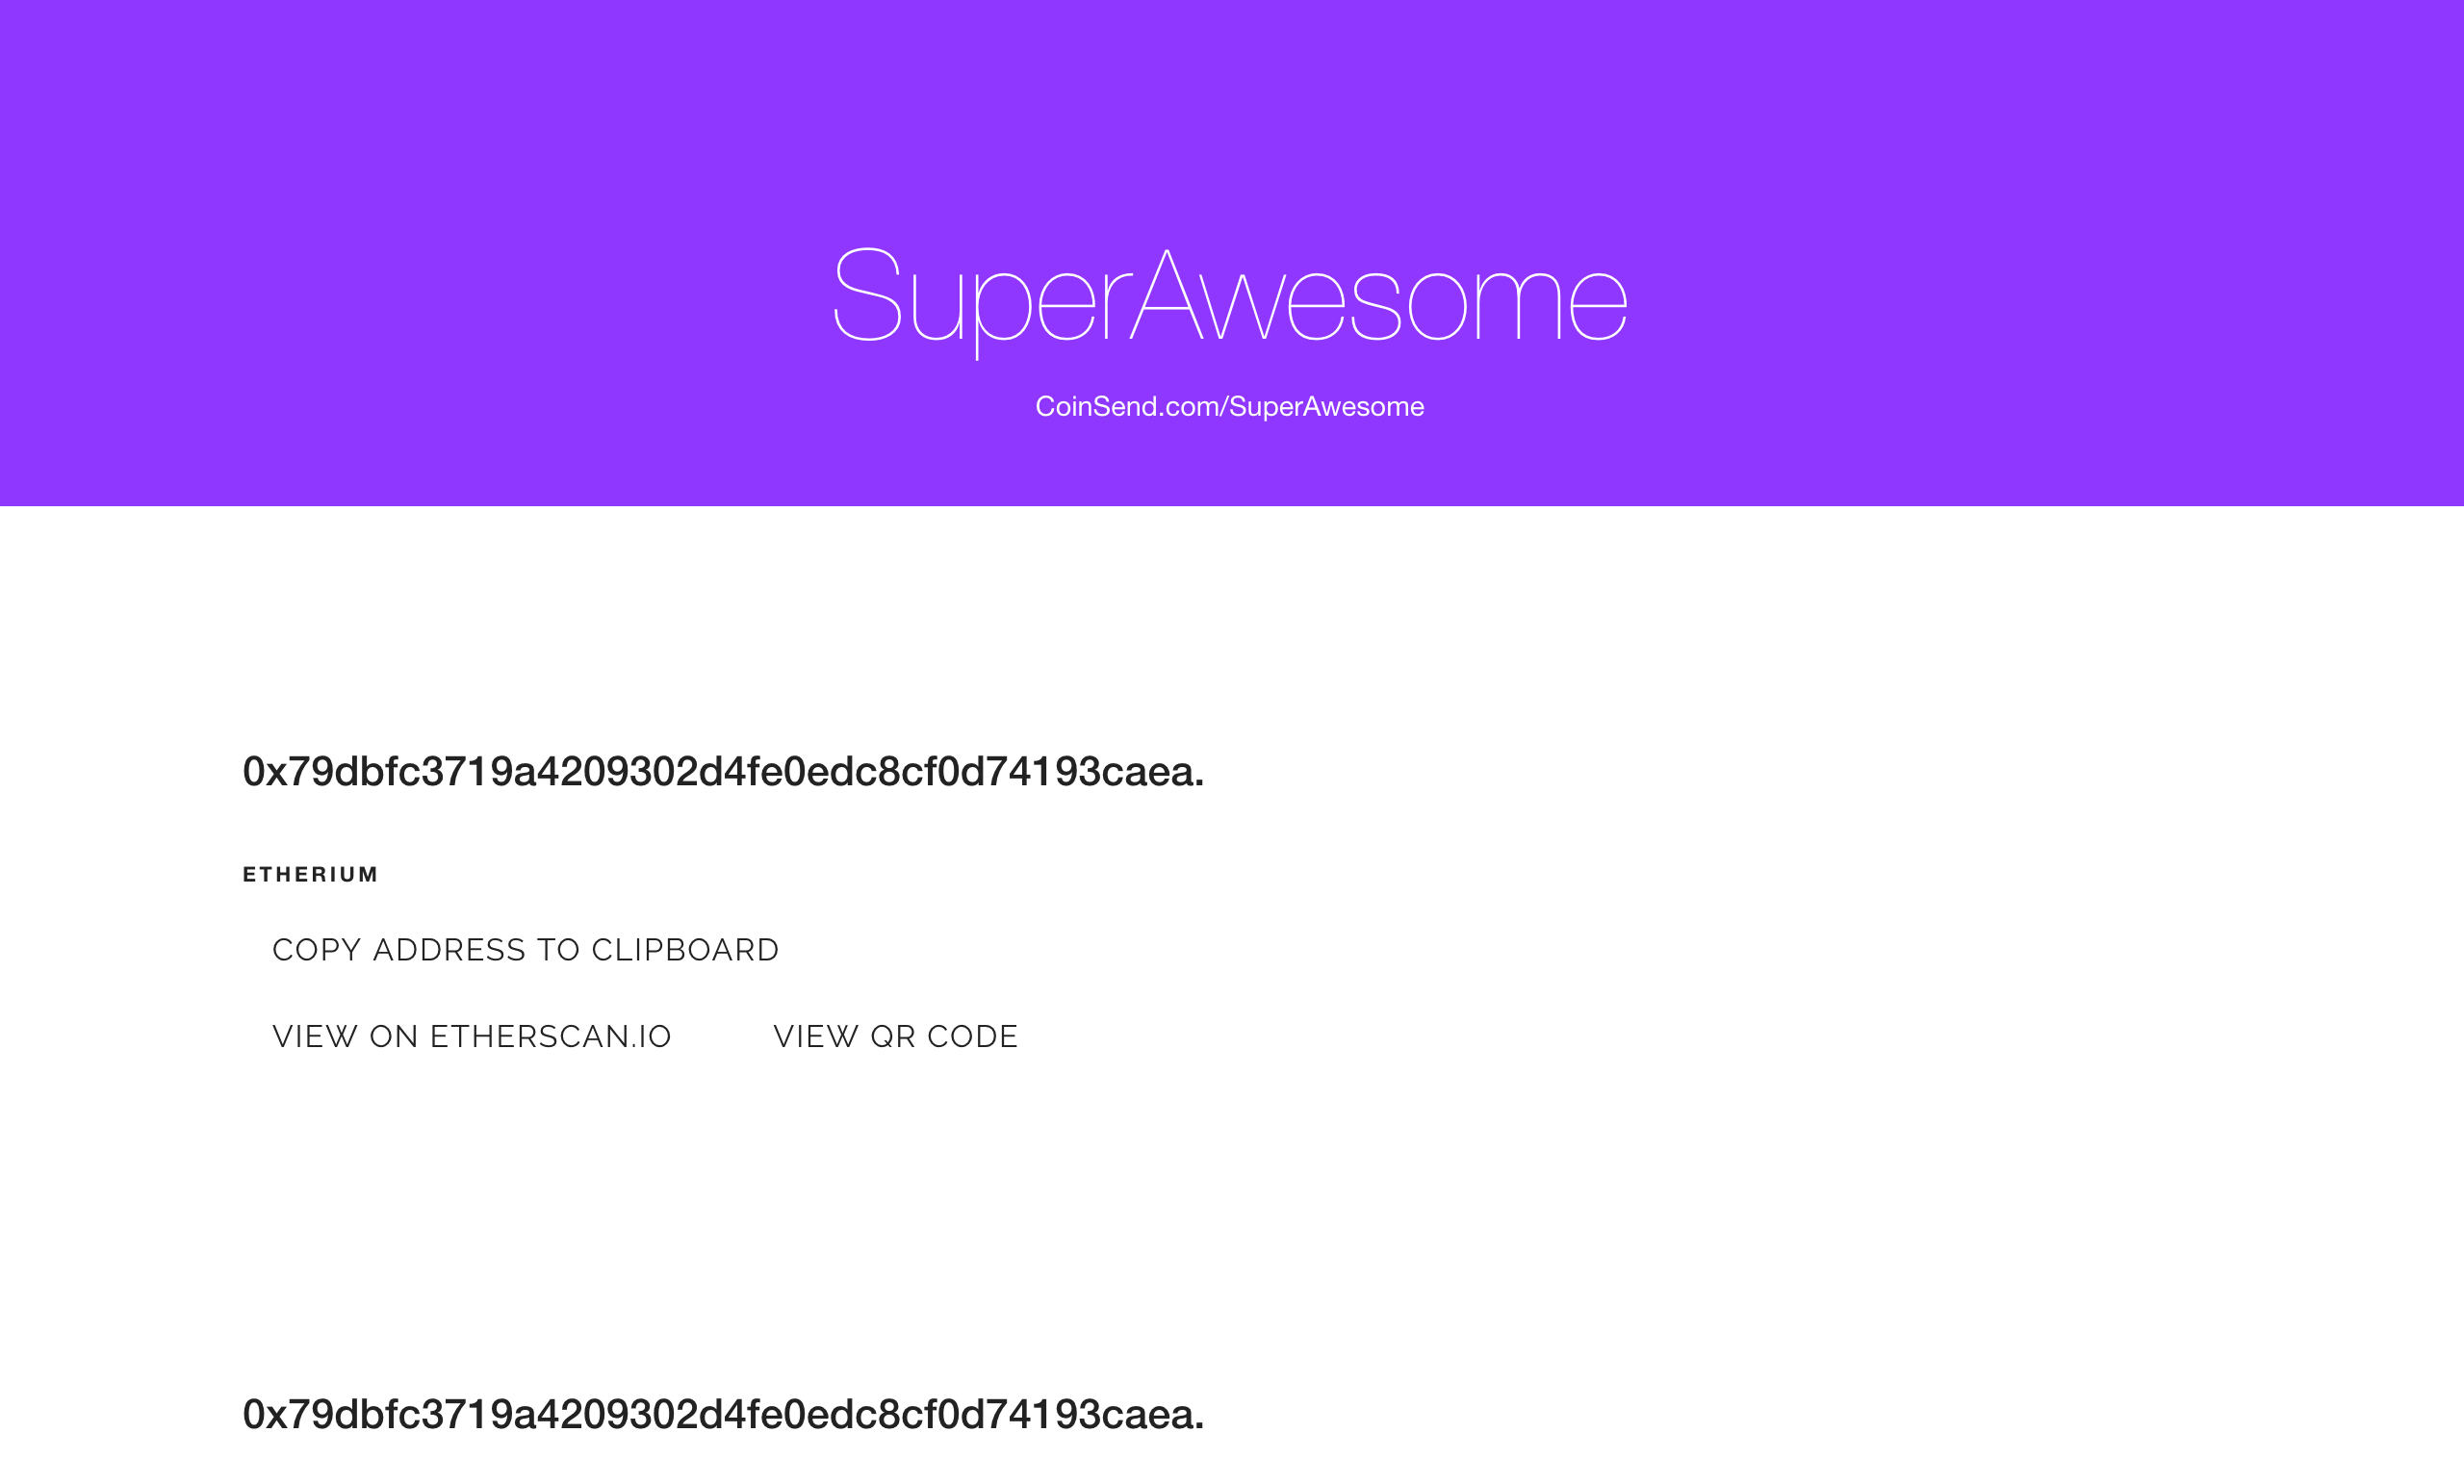 SuperAwesome
CoinSend.com/SuperAwesome
0x79dbfc3719a4209302d4fe0edc8cf0d74193caea.
ETHERIUM
COPY ADDRESS TO CLIPBOARD
VIEW ON ETHERSCAN.IO VIEW QR CODE
0x79dbfc3719a4209302d4fe0edc8cf0d74193caea.